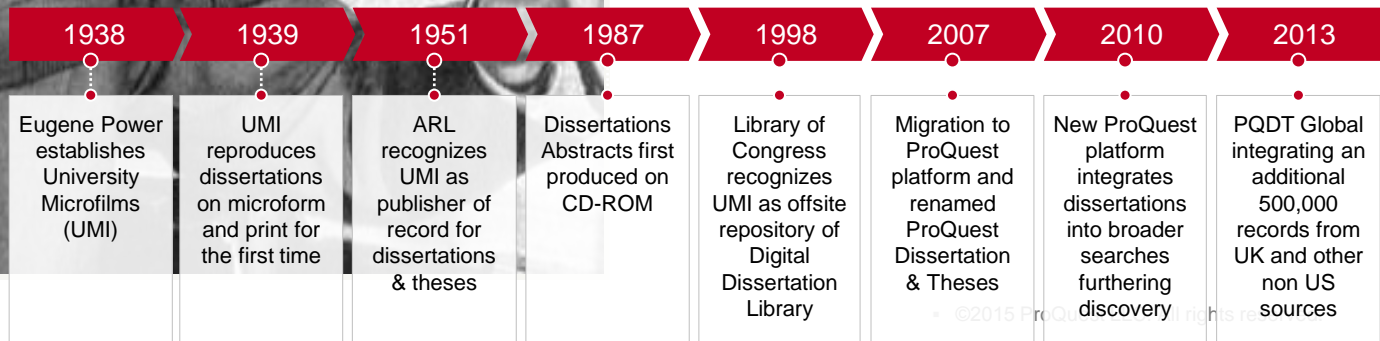 1938
1939
1951
1987
1998
2007
2010
2013
Eugene Power
establishes
University
Microfilms
(UMI)
UMI
reproduces
dissertations
on microform
and print for
the first time
ARL
recognizes
UMI as
publisher of
record for
dissertations
& theses
Dissertations
Abstracts first
produced on
CD-ROM
Library of
Congress
recognizes
UMI as offsite
repository of
Digital
Dissertation
Library
Migration to
ProQuest
platform and
renamed
ProQuest
Dissertation
& Theses
New ProQuest
platform
integrates
dissertations
into broader
searches
furthering
discovery
PQDT Global
integrating an
additional
500,000
records from
UK and other
non US
sources
• ©2015 ProQuest
rights